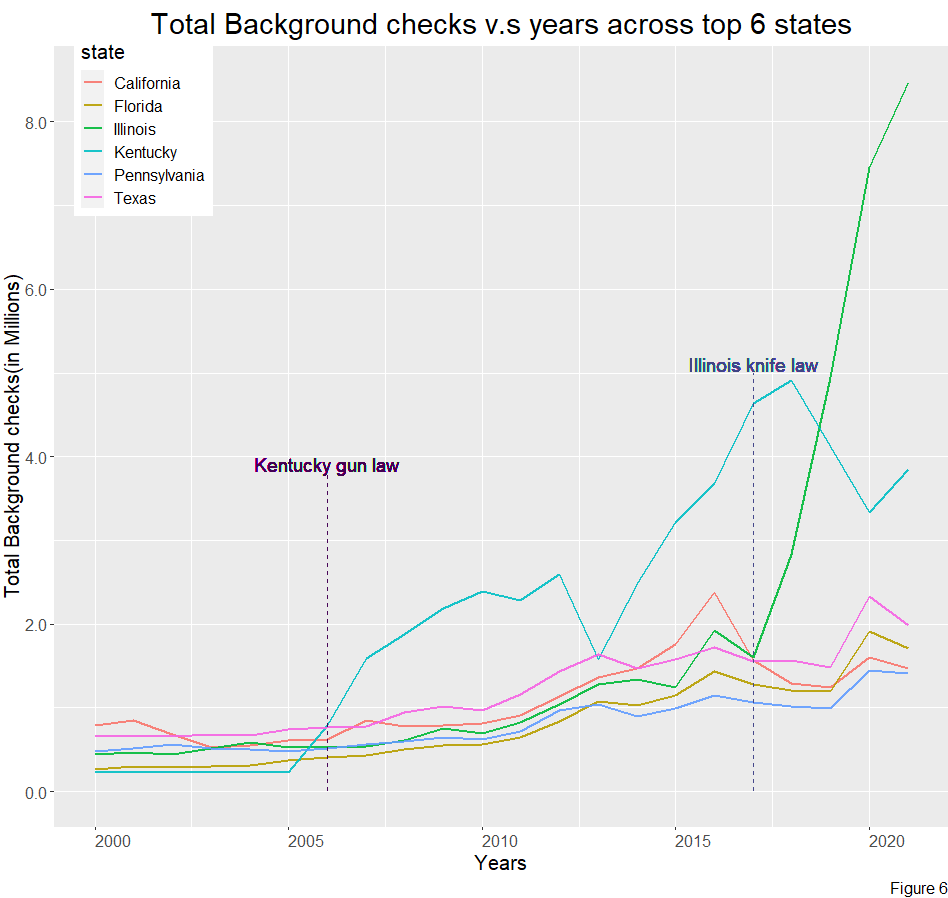 Total Background checks v.s years across top 6 states
state
California
Florida
Illinois
Kentucky
Pennsylvania
Texas
Total Background checks(in Millions)
8.0
6.0
4.0
2.0
0.0
Illinois knife law
Kentucky gun law
2000 2005 2010 2015 2020
Years
Figure 6